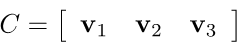 C = [ v₁ v₂ v₃ ]